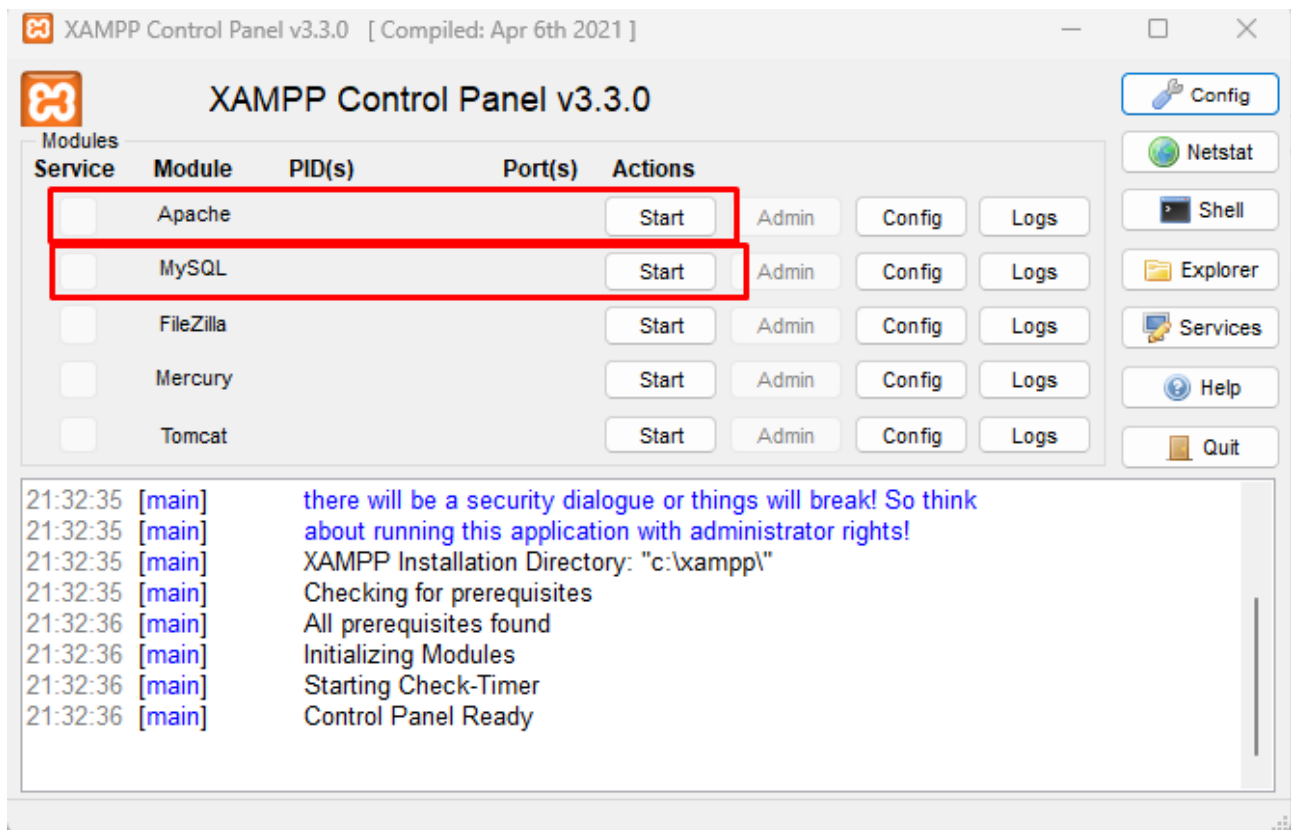 XAMPP Control Panel v3.3.0 [ Compiled: Apr 6th 2021 ]
XAMPP Control Panel v3.3.0
Config
Modules
Service Module PID(s) Port(s) Actions
Netstat
Apache Start Admin Config Logs
Shell
MySQL Start Admin Config Logs
Explorer
FileZilla Start Admin Config Logs
Services
Mercury Start Admin Config Logs
Help
Tomcat Start Admin Config Logs
Quit
21:32:35 [main] there will be a security dialogue or things will break! So think
21:32:35 [main] about running this application with administrator rights!
21:32:35 [main] XAMPP Installation Directory: "c:\xampp\"
21:32:35 [main] Checking for prerequisites
21:32:36 [main] All prerequisites found
21:32:36 [main] Initializing Modules
21:32:36 [main] Starting Check-Timer
21:32:36 [main] Control Panel Ready